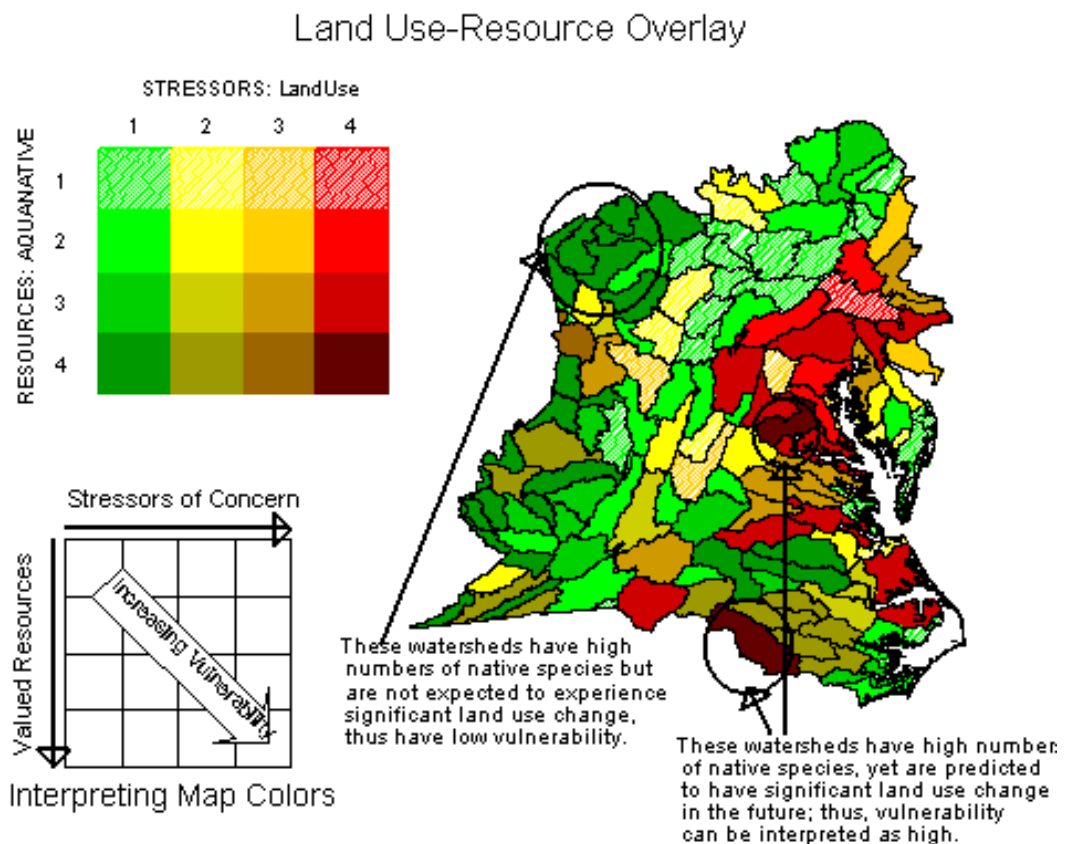 Land Use-Resource Overlay
STRESSORS: LandUse
1 2 3 4
RESOURCES: AQUANATIVE
1
2
3
4
Stressors of Concern
Valued Resources
Increasing Vulnerability
Interpreting Map Colors
These watersheds have high
numbers of native species but
are not expected to experience
significant land use change,
thus have low vulnerability.
These watersheds have high number:
of native species, yet are predicted
to have significant land use change
in the future; thus, vulnerability
can be interpreted as high.